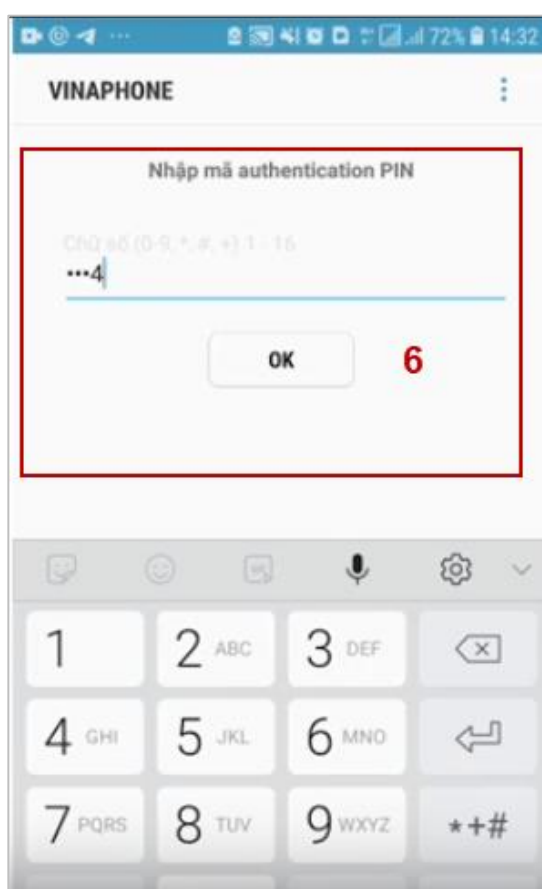 72% 14:32
VINAPHONE
Nhập mã authentication PIN
Chữ số (0-9, *, #, +) 1 - 16
•••4
OK
6
1
2 ABC
3 DEF
4 GHI
5 JKL
6 MNO
7 PQRS
8 TUV
9 WXYZ
*+#